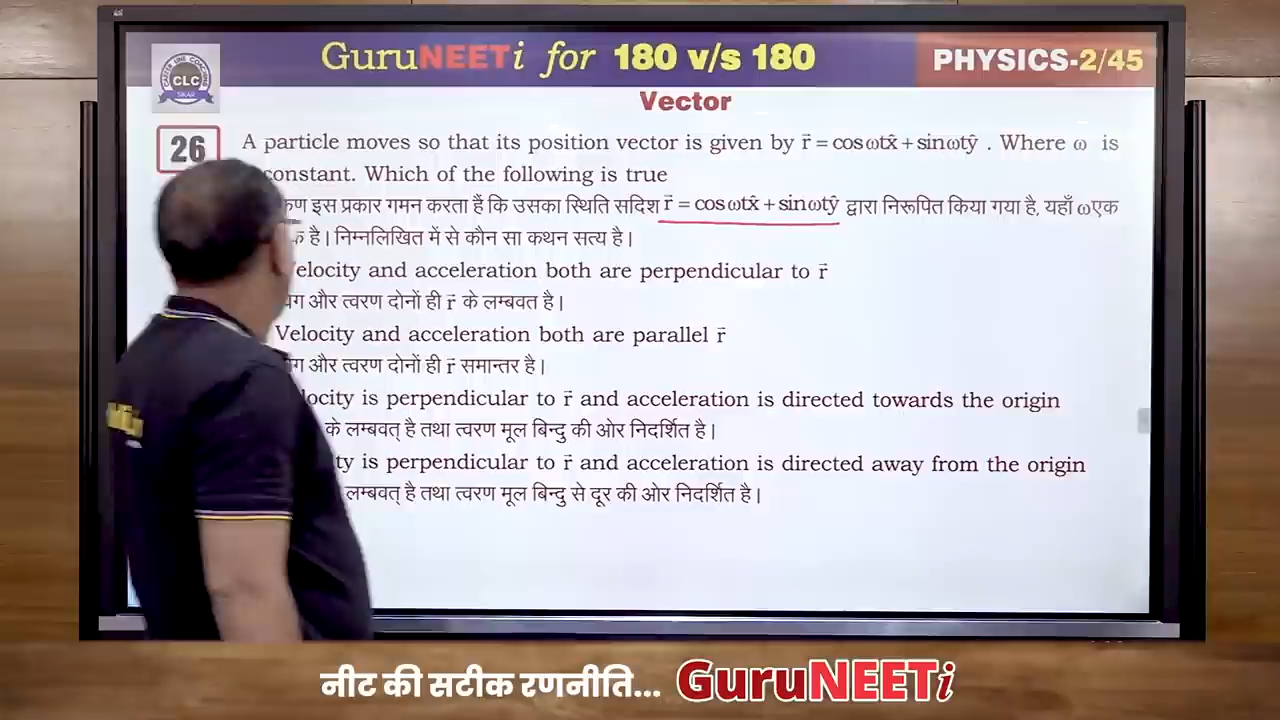 GuruNEETi for 180 v/s 180
PHYSICS-2/45
CLC
SIKAR
Vector
26
A particle moves so that its position vector is given by r⃗ = cosωtx̂ + sinωtŷ . Where ω is
constant. Which of the following is true
कण इस प्रकार गमन करता हैं कि उसका स्थिति सदिश r⃗ = cosωtx̂ + sinωtŷ द्वारा निरूपित किया गया है, यहाँ ωएक
है। निम्नलिखित में से कौन सा कथन सत्य है।
Velocity and acceleration both are perpendicular to r⃗
और त्वरण दोनों ही r⃗ के लम्बवत है।
Velocity and acceleration both are parallel r⃗
और त्वरण दोनों ही r⃗ समान्तर है।
is perpendicular to r⃗ and acceleration is directed towards the origin
के लम्बवत् है तथा त्वरण मूल बिन्दु की ओर निदर्शित है।
is perpendicular to r⃗ and acceleration is directed away from the origin
लम्बवत् है तथा त्वरण मूल बिन्दु से दूर की ओर निदर्शित है।
नीट की सटीक रणनीति... GuruNEETi